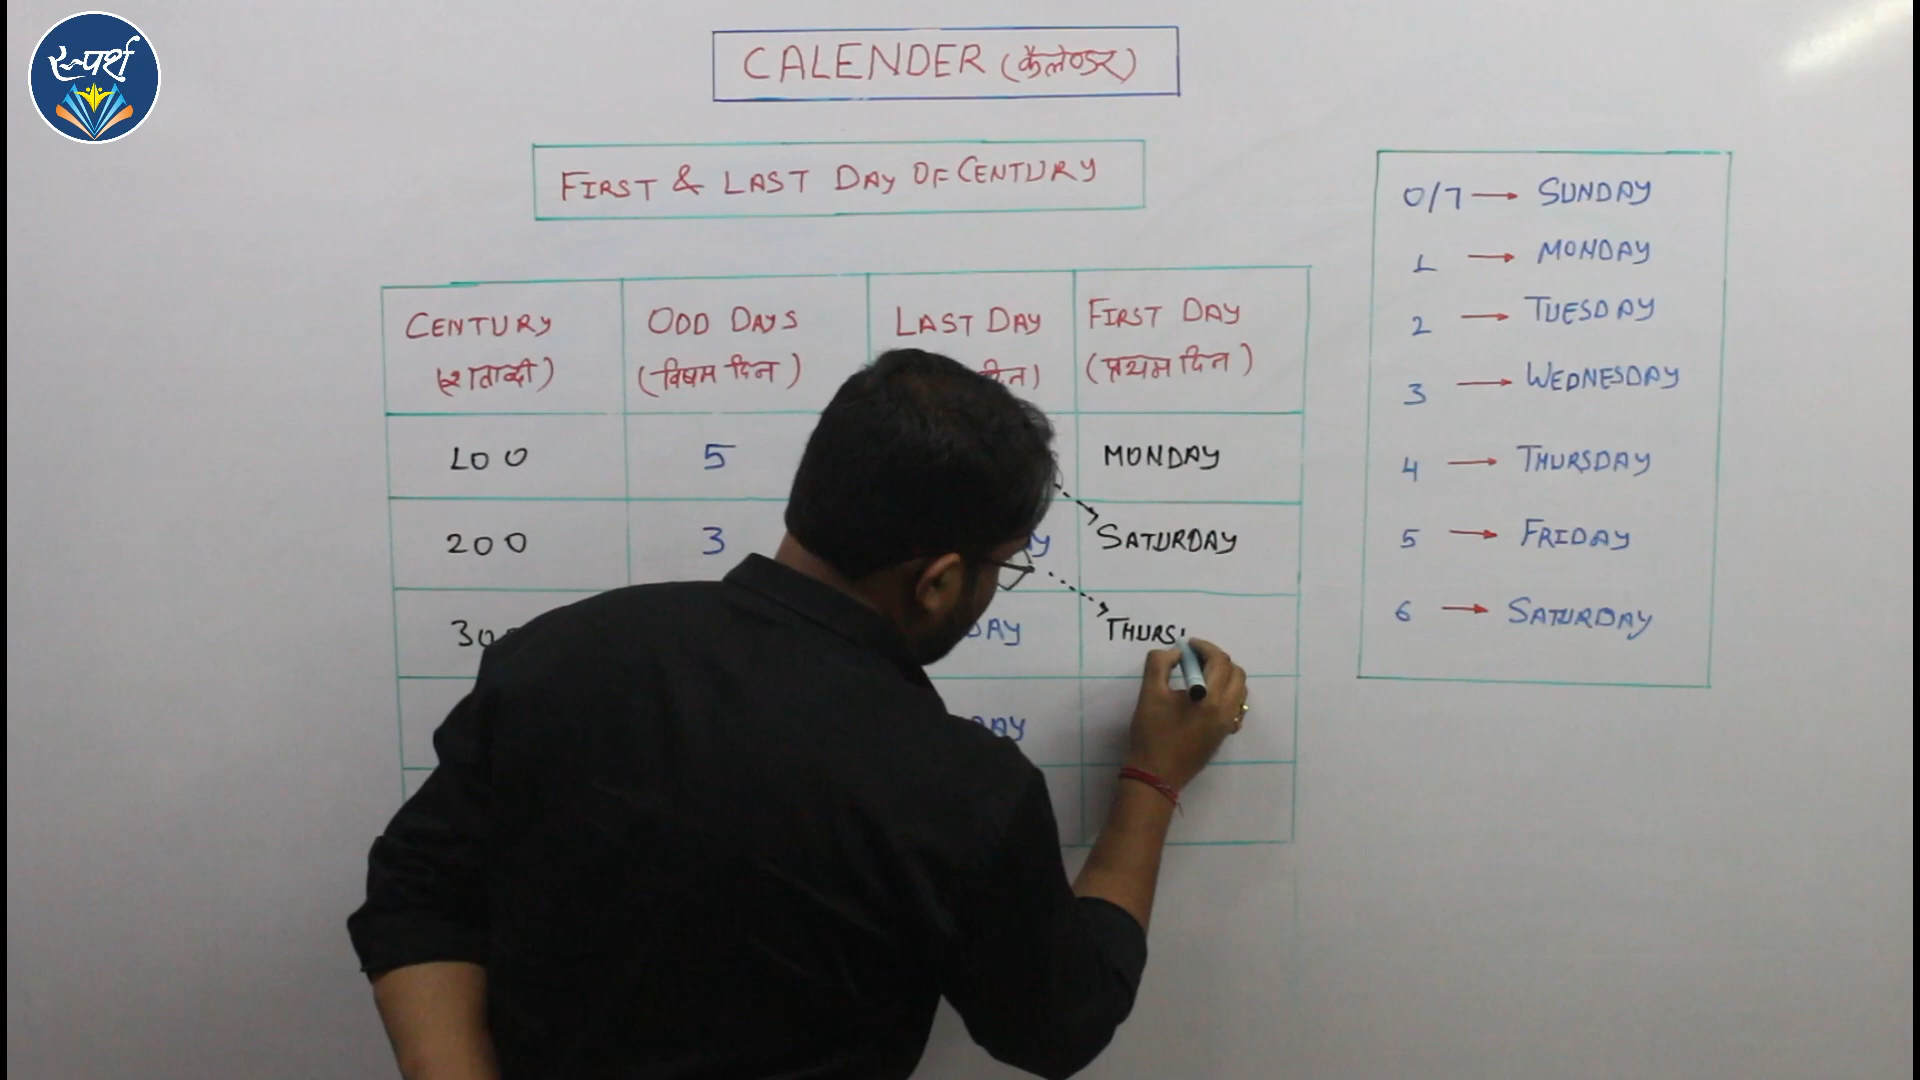 स्पर्श
CALENDER (कैलेण्डर)
FIRST & LAST DAY OF CENTURY
CENTURY ODD DAYS LAST DAY FIRST DAY
(शताब्दी) (विषम दिन) दिन) (प्रथम दिन)
100 5 MONDAY
200 3 SATURDAY
THURS
0/7 → SUNDAY
1 → MONDAY
2 → TUESDAY
3 → WEDNESDAY
4 → THURSDAY
5 → FRIDAY
6 → SATURDAY